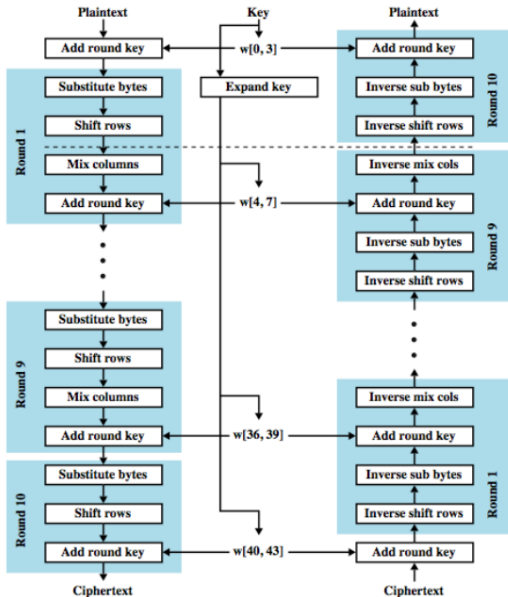 Plaintext
Key
Plaintext
Add round key
w[0, 3]
Add round key
Round 1
Substitute bytes
Expand key
Inverse sub bytes
Round 10
Shift rows
Inverse shift rows
Mix columns
Inverse mix cols
Add round key
w[4, 7]
Add round key
Inverse sub bytes
Round 9
Inverse shift rows
Round 9
Substitute bytes
Shift rows
Mix columns
Inverse mix cols
Add round key
w[36, 39]
Add round key
Round 10
Substitute bytes
Inverse sub bytes
Round 1
Shift rows
Inverse shift rows
Add round key
w[40, 43]
Add round key
Ciphertext
Ciphertext